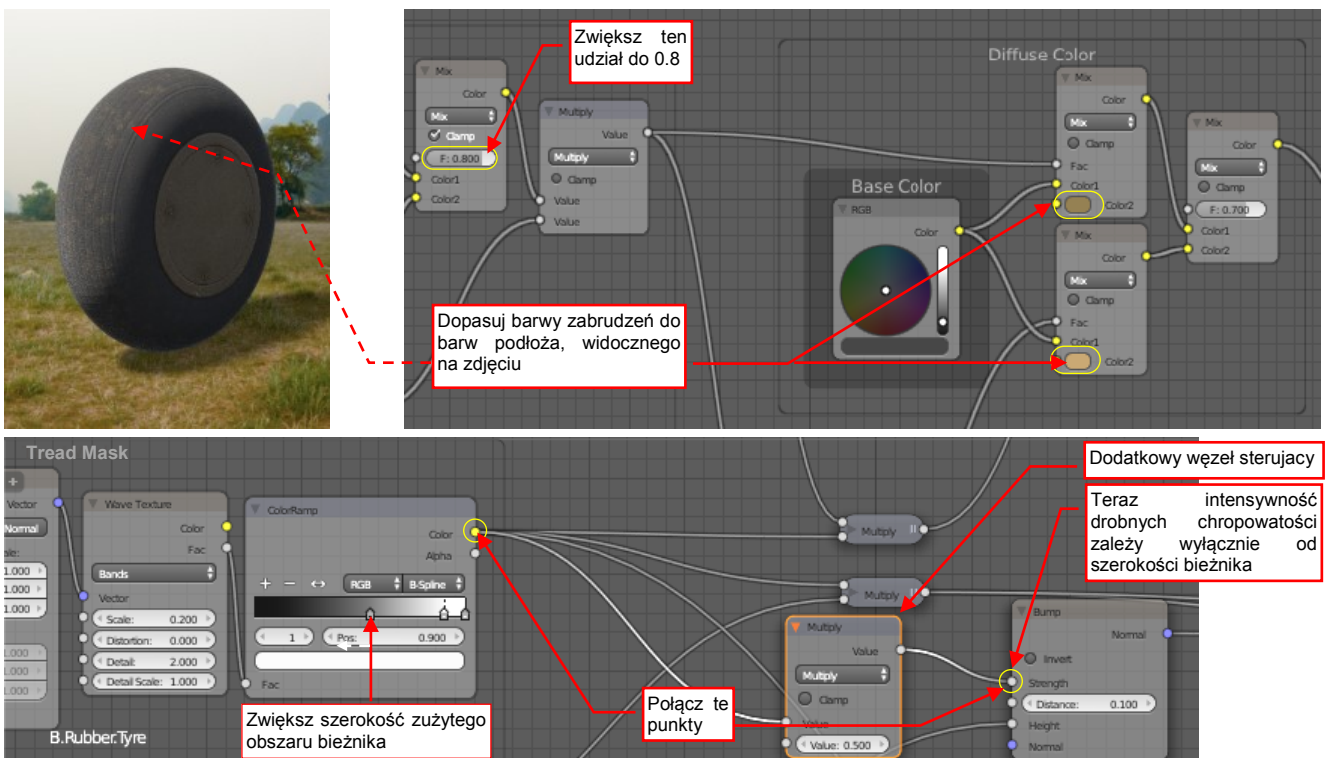 Zwiększ ten
udział do 0.8
Mix
Color
Mix
Clamp
F: 0.800
Color1
Color2
Multiply
Value
Multiply
Clamp
Value
Value
Diffuse Color
Mix
Color
Mix
Clamp
Fac
Color1
Color2
Mix
Color
Mix
Clamp
F: 0.700
Color1
Color2
Base Color
RGB
Color
Mix
Color
Mix
Clamp
Fac
Color1
Color2
Dopasuj barwy zabrudzeń do
barw podłoża, widocznego
na zdjęciu
Tread Mask
Vector
Normal
1.000
1.000
1.000
1.000
1.000
1.000
Wave Texture
Color
Fac
Bands
Vector
Scale: 0.200
Distortion: 0.000
Detail: 2.000
Detail Scale: 1.000
ColorRamp
Color
Alpha
RGB B-Spline
1 Pos: 0.900
Fac
Zwiększ szerokość zużytego
obszaru bieżnika
B.Rubber.Tyre
Połącz te
punkty
Multiply
Multiply
Multiply
Value
Multiply
Clamp
Value
Value: 0.500
Dodatkowy węzeł sterujacy
Teraz intensywność
drobnych chropowatości
zależy wyłącznie od
szerokości bieżnika
Bump
Normal
Invert
Strength
Distance: 0.100
Height
Normal